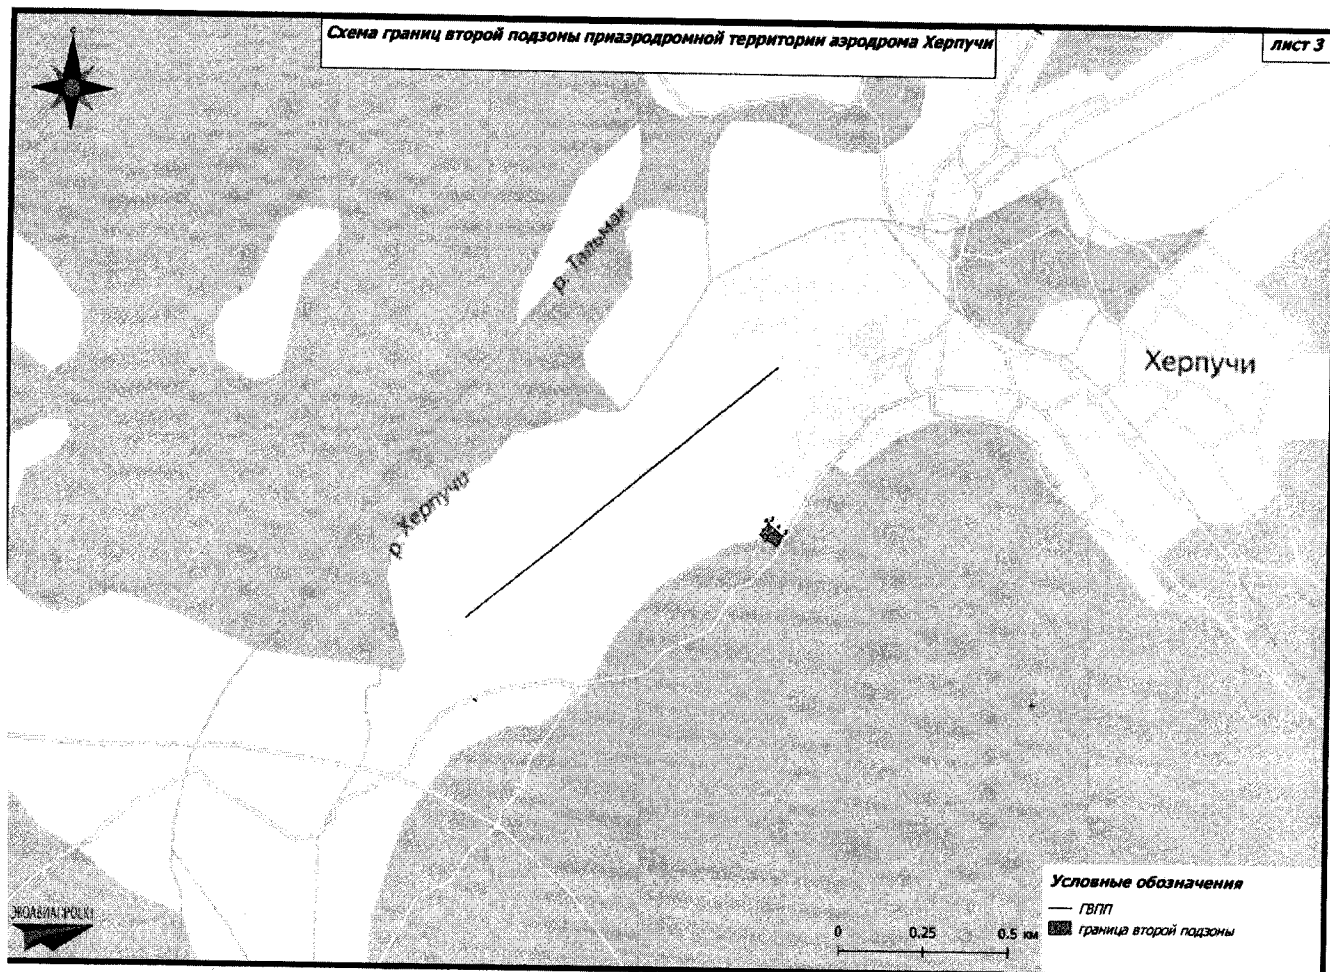 Схема границ второй подзоны приаэродромной территории аэродрома Херпучи
лист 3
с
р. Тальмак
Херпучи
р. Херпучи
Условные обозначения
ГВПП
граница второй подзоны
0 0.25 0.5 км